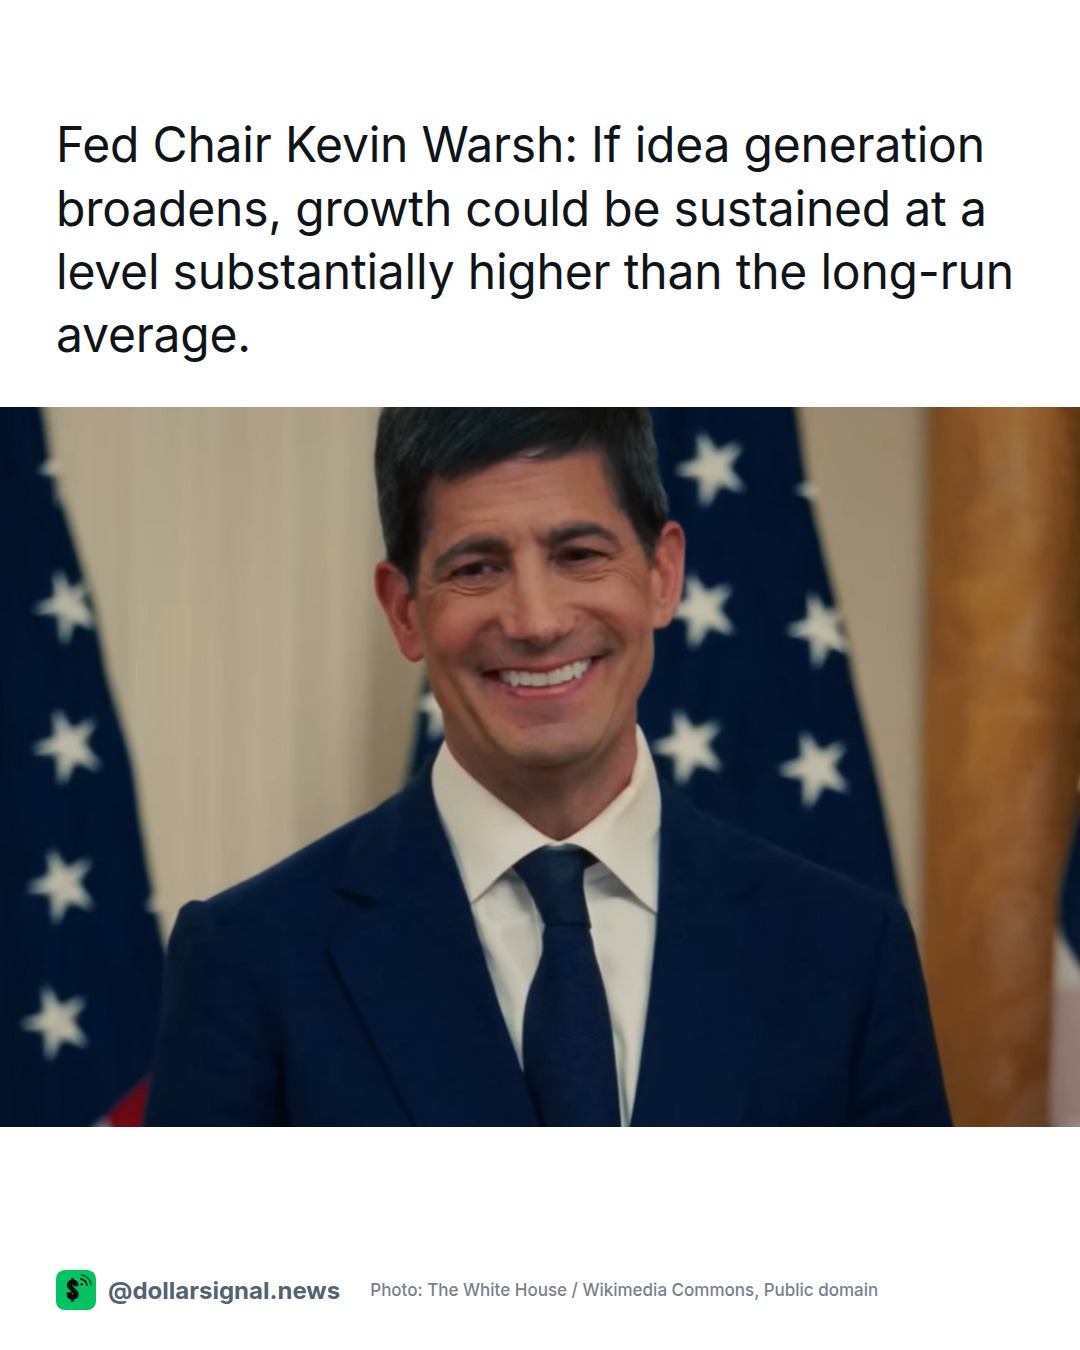 Fed Chair Kevin Warsh: If idea generation
broadens, growth could be sustained at a
level substantially higher than the long-run
average.
$
@dollarsignal.news
Photo: The White House / Wikimedia Commons, Public domain